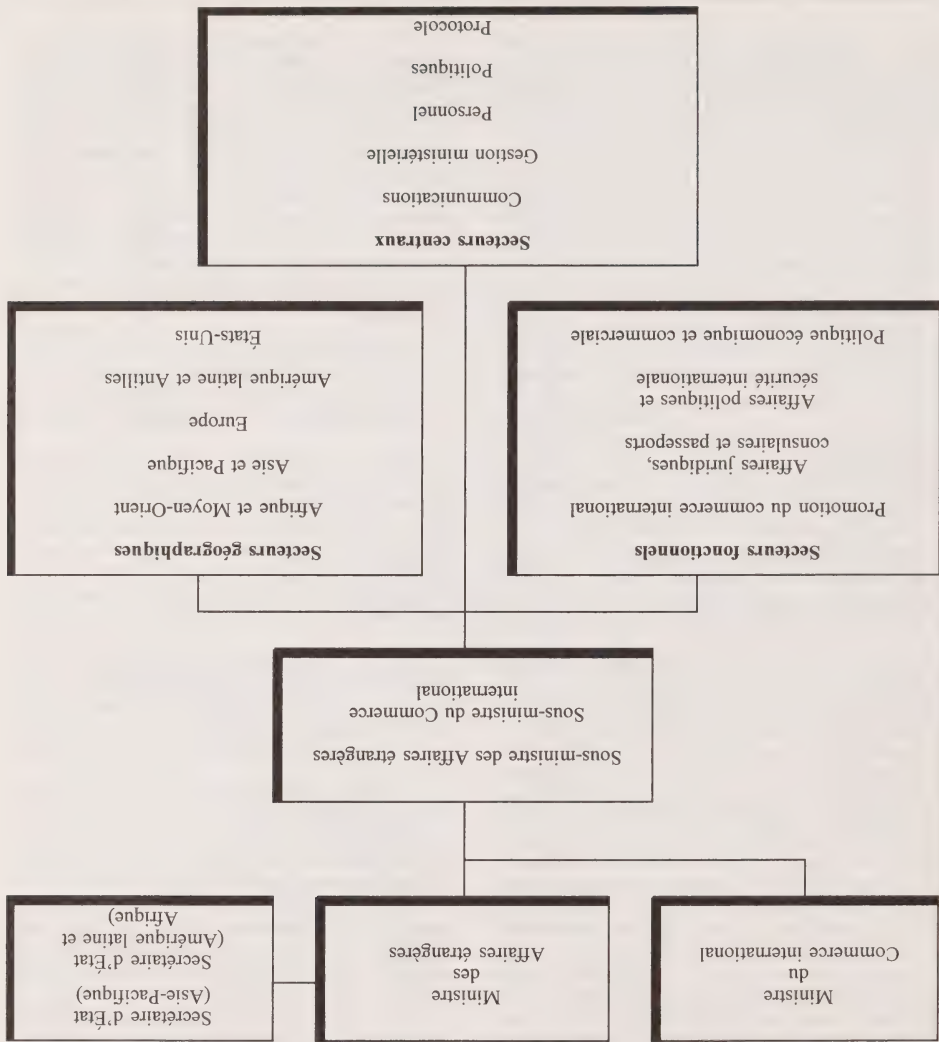 Ministre
du
Commerce international
Ministre
des
Affaires étrangères
Secrétaire d'État
(Asie-Pacifique)
Secrétaire d'État
(Amérique latine et
Afrique)
Sous-ministre des Affaires étrangères
Sous-ministre du Commerce
international
Secteurs fonctionnels
Promotion du commerce international
Affaires juridiques,
consulaires et passeports
Affaires politiques et
sécurité internationale
Politique économique et commerciale
Secteurs géographiques
Afrique et Moyen-Orient
Asie et Pacifique
Europe
Amérique latine et Antilles
États-Unis
Secteurs centraux
Communications
Gestion ministérielle
Personnel
Politiques
Protocole